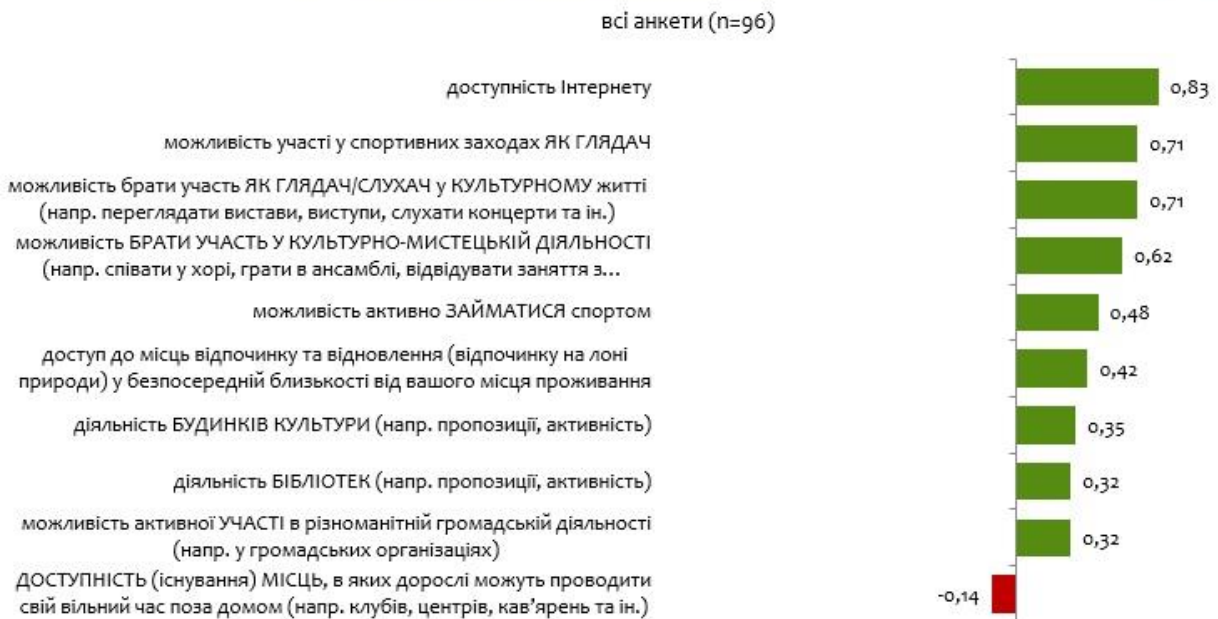 всі анкети (n=96)
доступність Інтернету
0,83
можливість участі у спортивних заходах ЯК ГЛЯДАЧ
0,71
можливість брати участь ЯК ГЛЯДАЧ/СЛУХАЧ у КУЛЬТУРНОМУ житті
(напр. переглядати вистави, виступи, слухати концерти та ін.)
0,71
можливість БРАТИ УЧАСТЬ У КУЛЬТУРНО-МИСТЕЦЬКІЙ ДІЯЛЬНОСТІ
(напр. співати у хорі, грати в ансамблі, відвідувати заняття з...
0,62
можливість активно ЗАЙМАТИСЯ спортом
0,48
доступ до місць відпочинку та відновлення (відпочинку на лоні
природи) у безпосередній близькості від вашого місця проживання
0,42
діяльність БУДИНКІВ КУЛЬТУРИ (напр. пропозиції, активність)
0,35
діяльність БІБЛІОТЕК (напр. пропозиції, активність)
0,32
можливість активної УЧАСТІ в різноманітній громадській діяльності
(напр. у громадських організаціях)
0,32
ДОСТУПНІСТЬ (існування) МІСЦЬ, в яких дорослі можуть проводити
свій вільний час поза домом (напр. клубів, центрів, кав’ярень та ін.)
-0,14